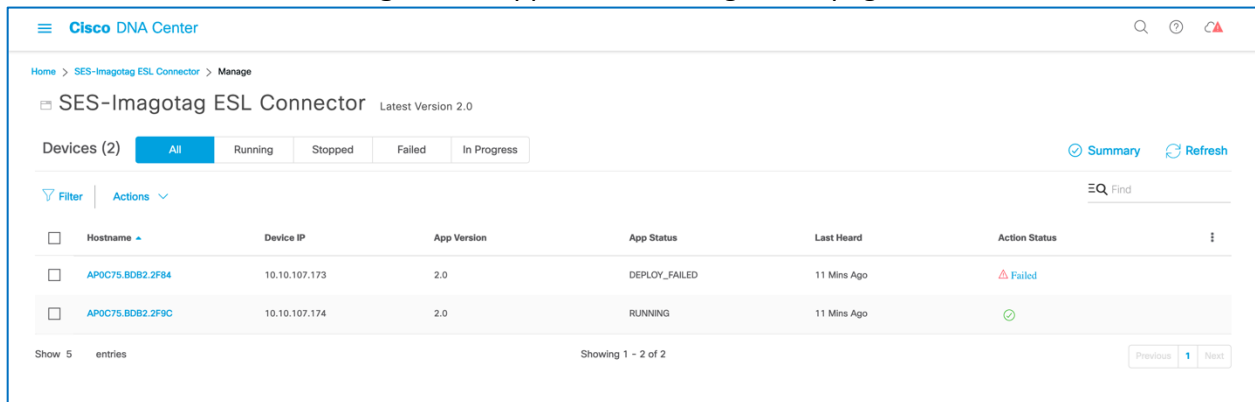 Cisco DNA Center
Home > SES-Imagotag ESL Connector > Manage
SES-Imagotag ESL Connector Latest Version 2.0
Devices (2) All Running Stopped Failed In Progress Summary Refresh
Filter Actions Find
Hostname Device IP App Version App Status Last Heard Action Status
AP0C75.BDB2.2F84 10.10.107.173 2.0 DEPLOY_FAILED 11 Mins Ago Failed
AP0C75.BDB2.2F9C 10.10.107.174 2.0 RUNNING 11 Mins Ago
Show 5 entries Showing 1 - 2 of 2 Previous 1 Next